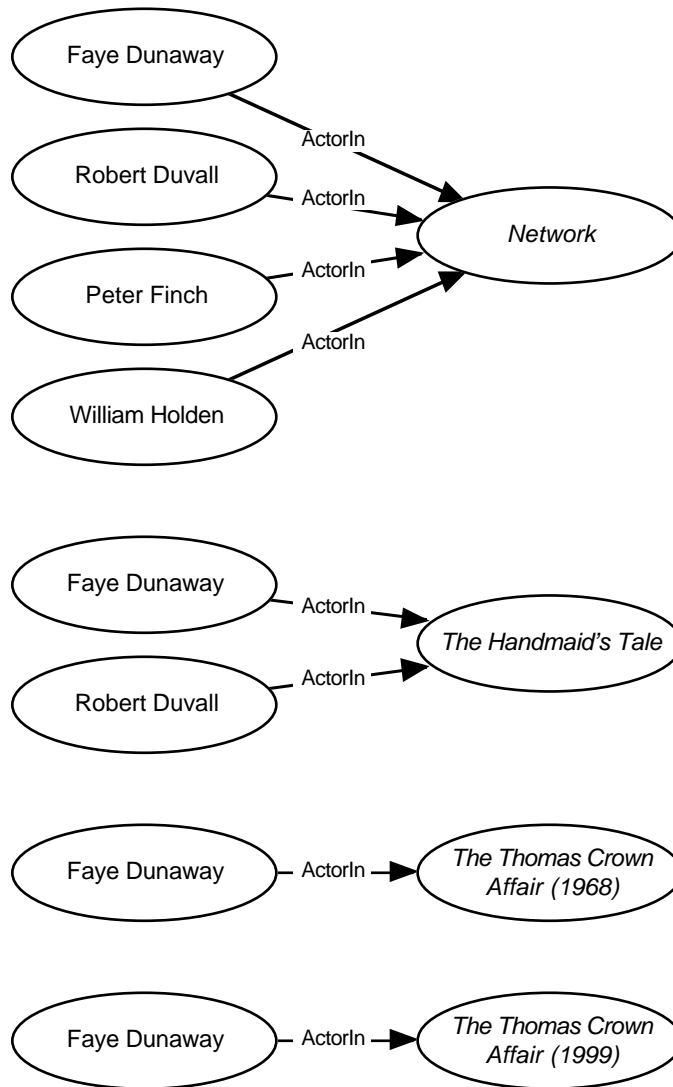 Faye Dunaway
ActorIn
Robert Duvall
ActorIn
Network
Peter Finch
ActorIn
William Holden
ActorIn
Faye Dunaway
ActorIn
The Handmaid’s Tale
Robert Duvall
ActorIn
Faye Dunaway
ActorIn
The Thomas Crown
Affair (1968)
Faye Dunaway
ActorIn
The Thomas Crown
Affair (1999)